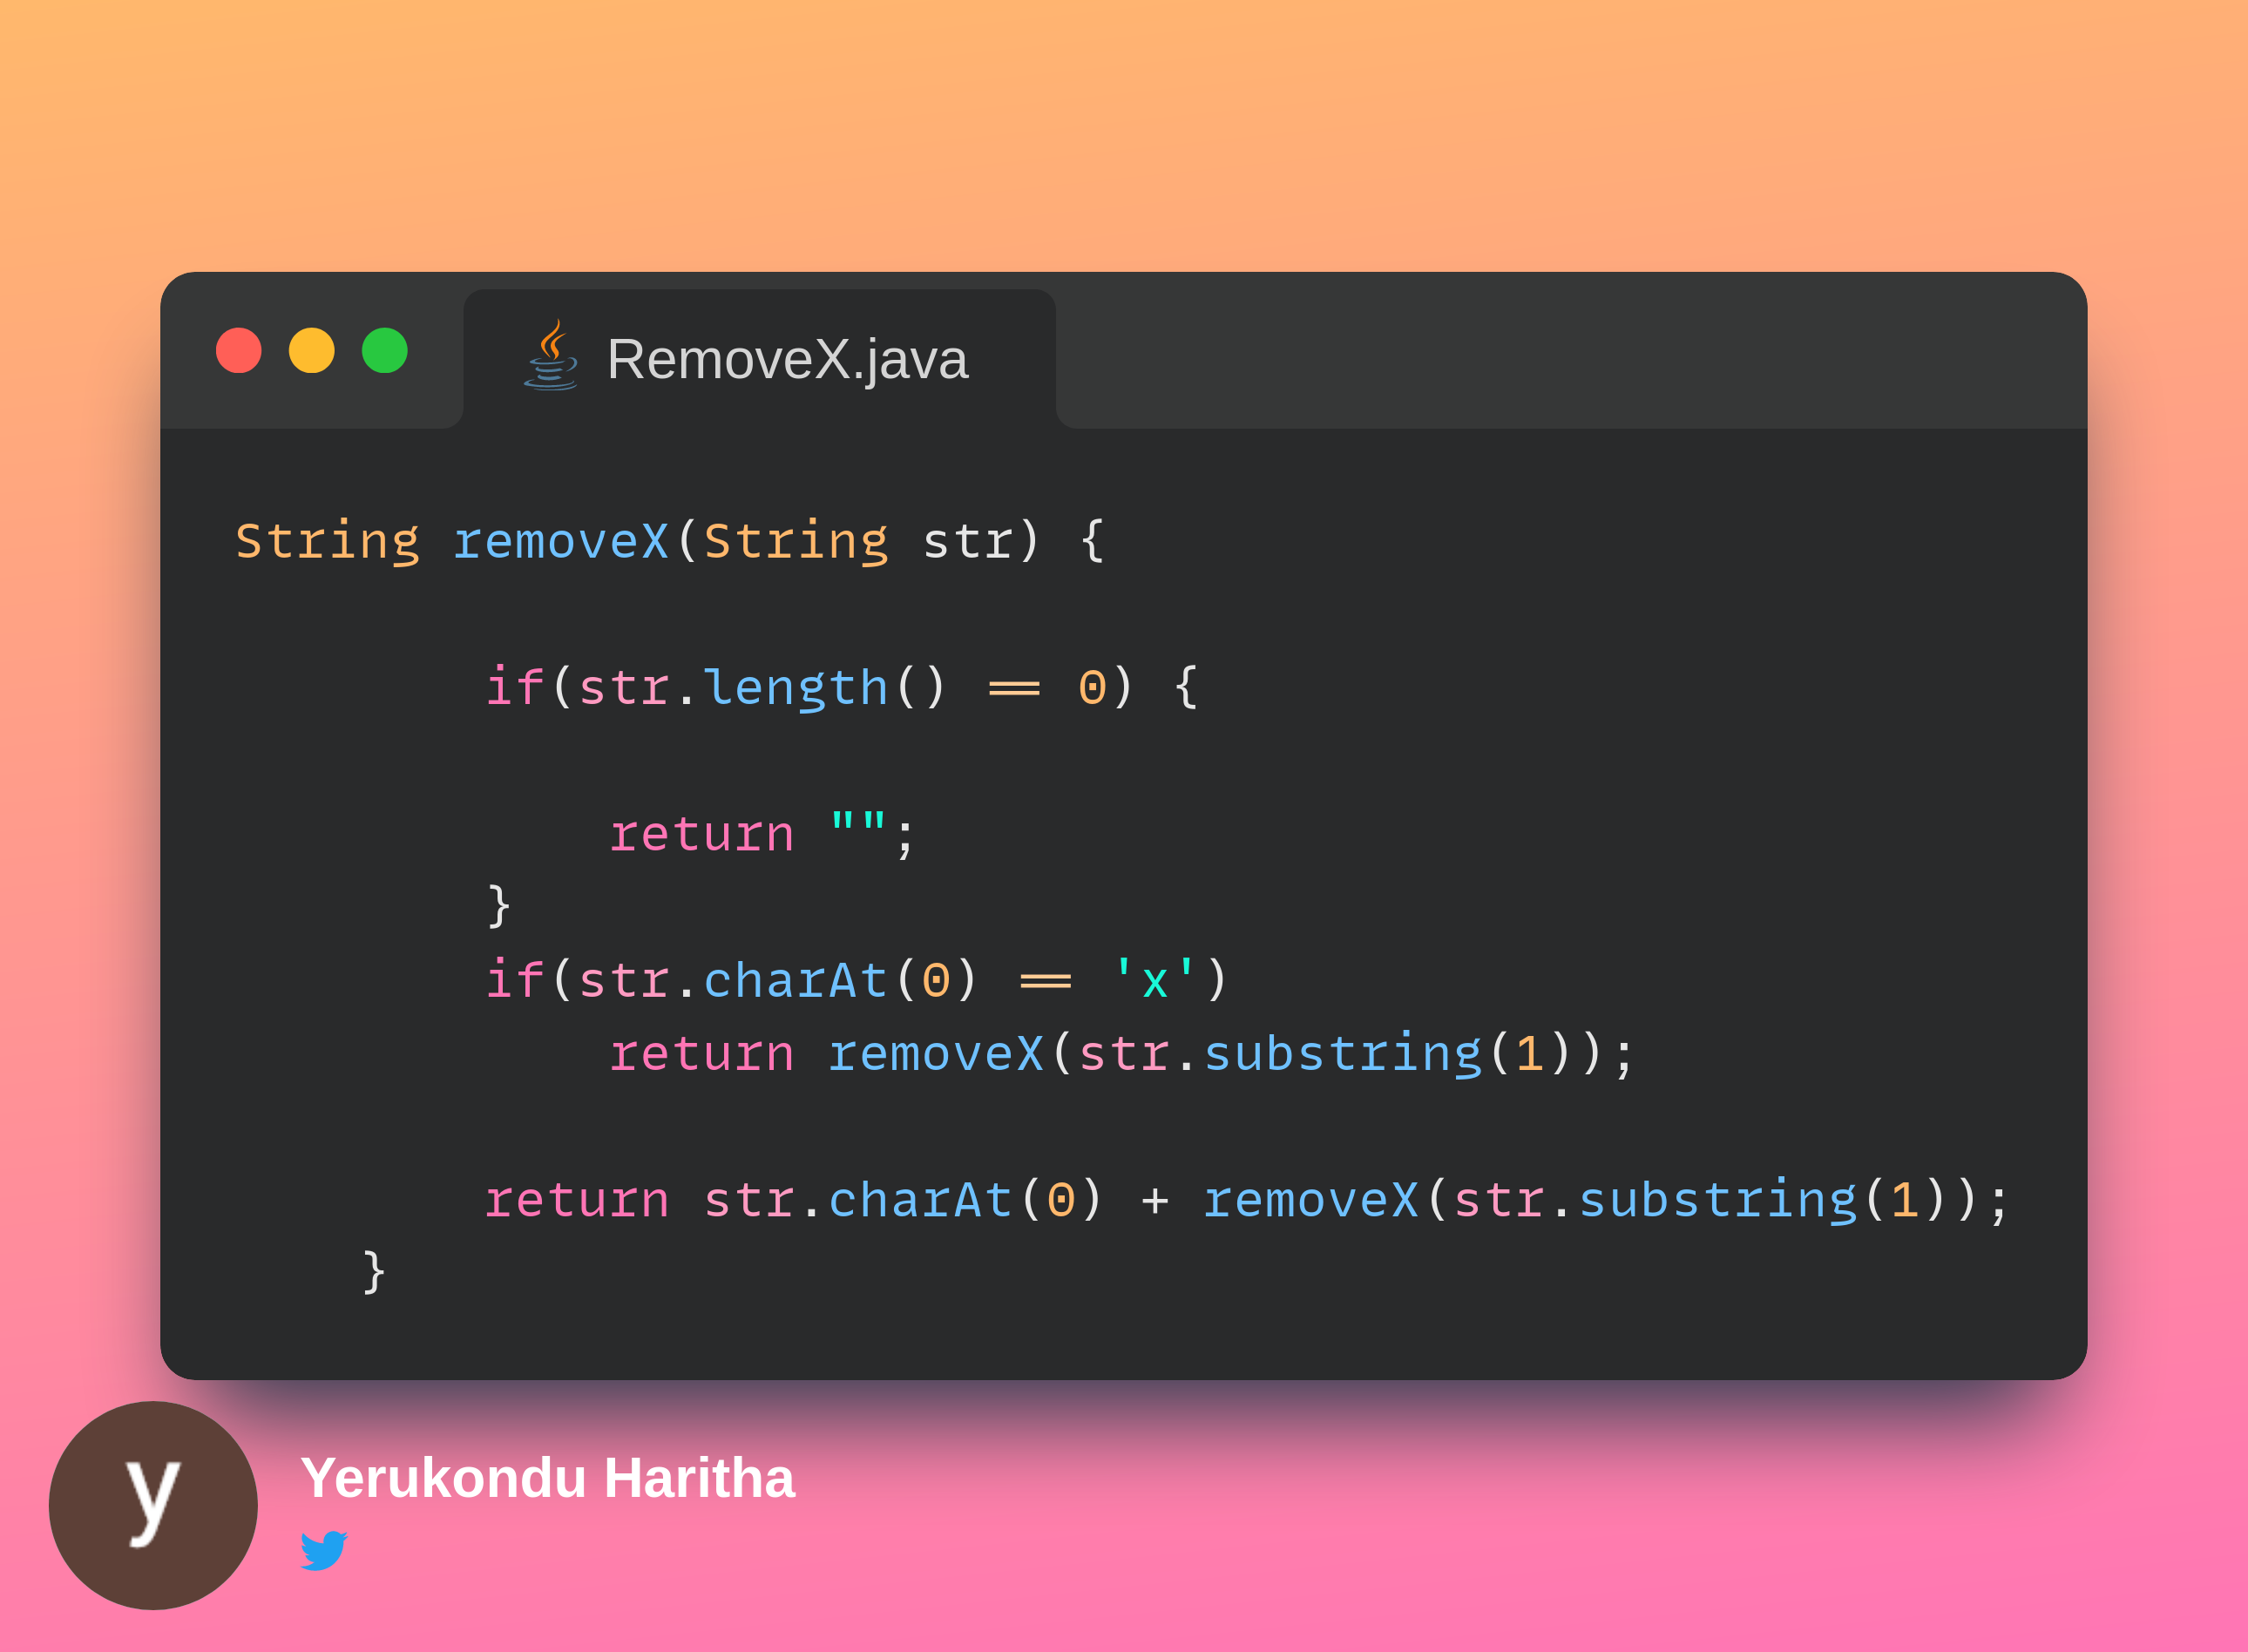 RemoveX.java
String removeX(String str) {
if(str.length() == 0) {
return "";
}
if(str.charAt(0) == 'x')
return removeX(str.substring(1));
return str.charAt(0) + removeX(str.substring(1));
}
y
Yerukondu Haritha